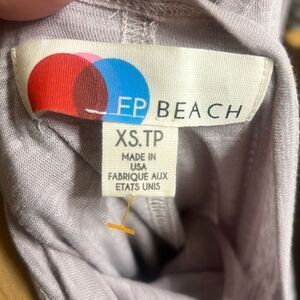 FP BEACH
XS.TP
MADE IN
USA
FABRIQUE AUX
ETATS UNIS